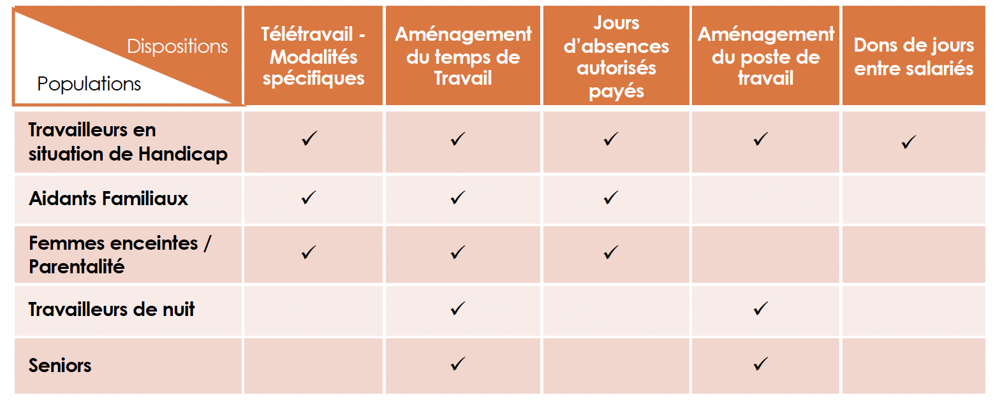 Dispositions
Populations
Télétravail -
Modalités
spécifiques
Aménagement
du temps de
Travail
Jours
d’absences
autorisés
payés
Aménagement
du poste de
travail
Dons de jours
entre salariés
Travailleurs en
situation de Handicap
✓ ✓ ✓ ✓ ✓
Aidants Familiaux
✓ ✓ ✓
Femmes enceintes /
Parentalité
✓ ✓ ✓
Travailleurs de nuit
✓ ✓
Seniors
✓ ✓